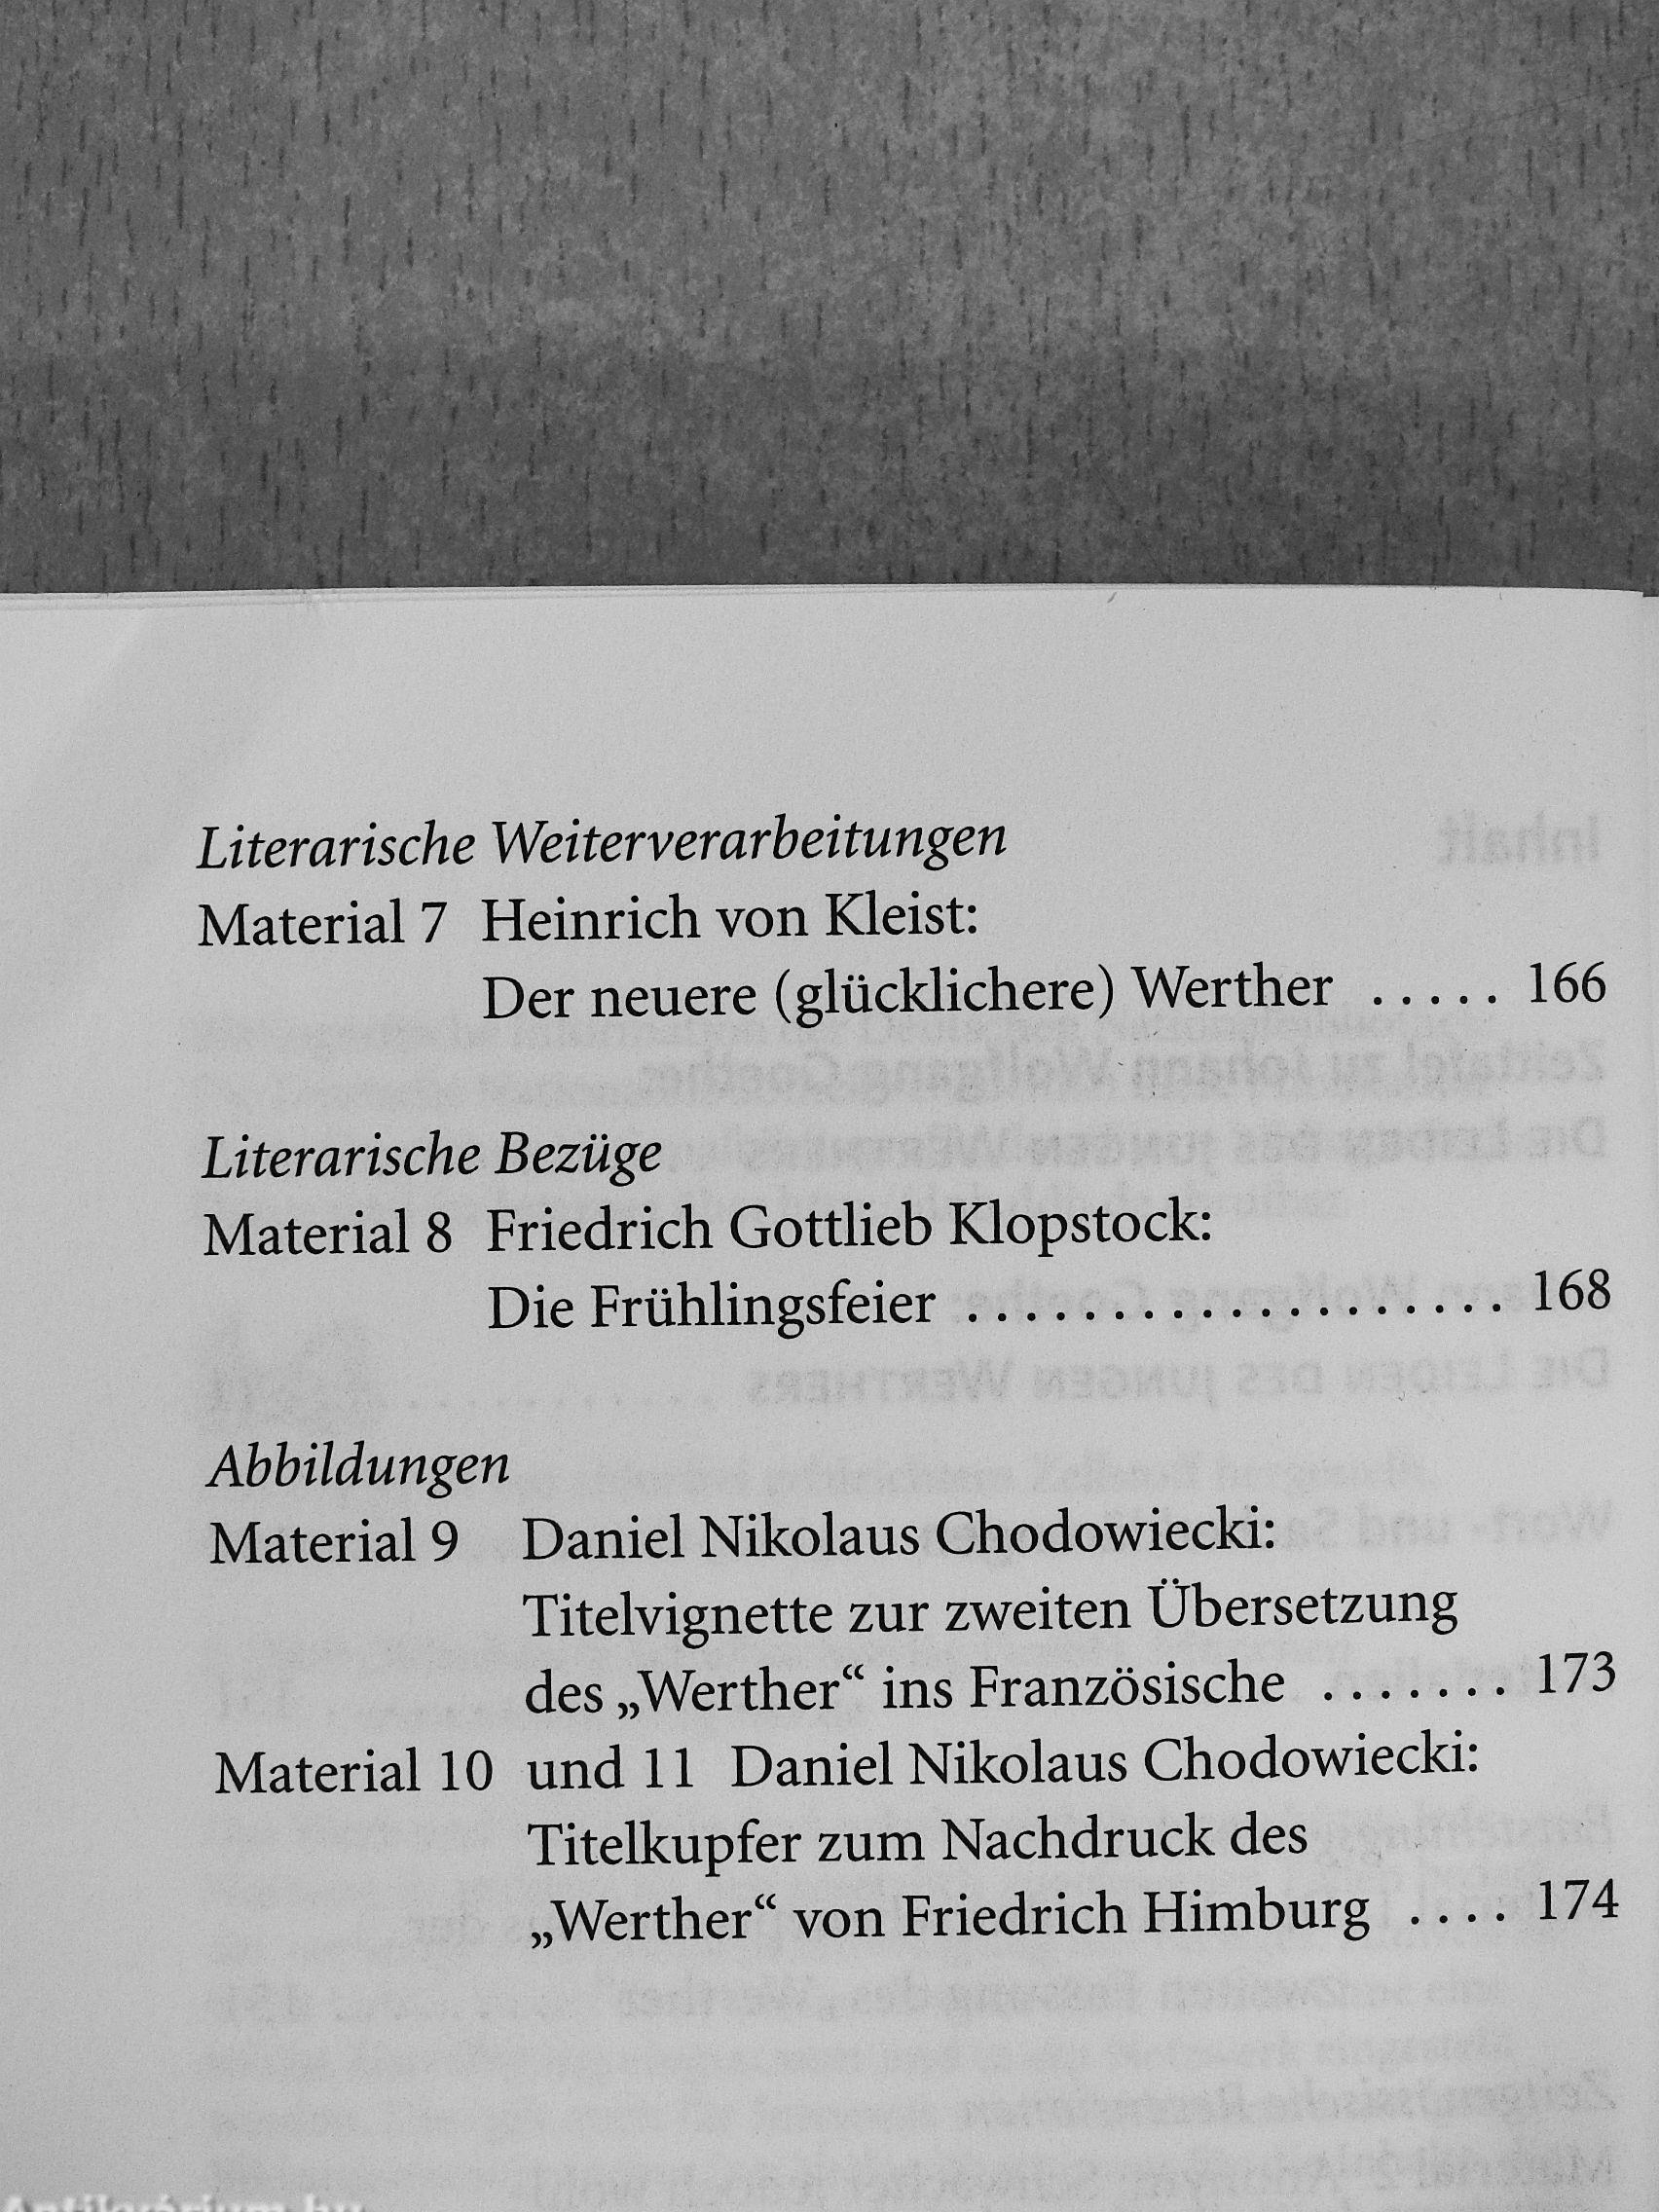 Literarische Weiterverarbeitungen
Material 7 Heinrich von Kleist:
Der neuere (glücklichere) Werther ..... 166
Literarische Bezüge
Material 8 Friedrich Gottlieb Klopstock:
Die Frühlingsfeier ................... 168
Abbildungen
Material 9 Daniel Nikolaus Chodowiecki:
Titelvignette zur zweiten Übersetzung
des „Werther“ ins Französische ....... 173
Material 10 und 11 Daniel Nikolaus Chodowiecki:
Titelkupfer zum Nachdruck des
„Werther“ von Friedrich Himburg .... 174